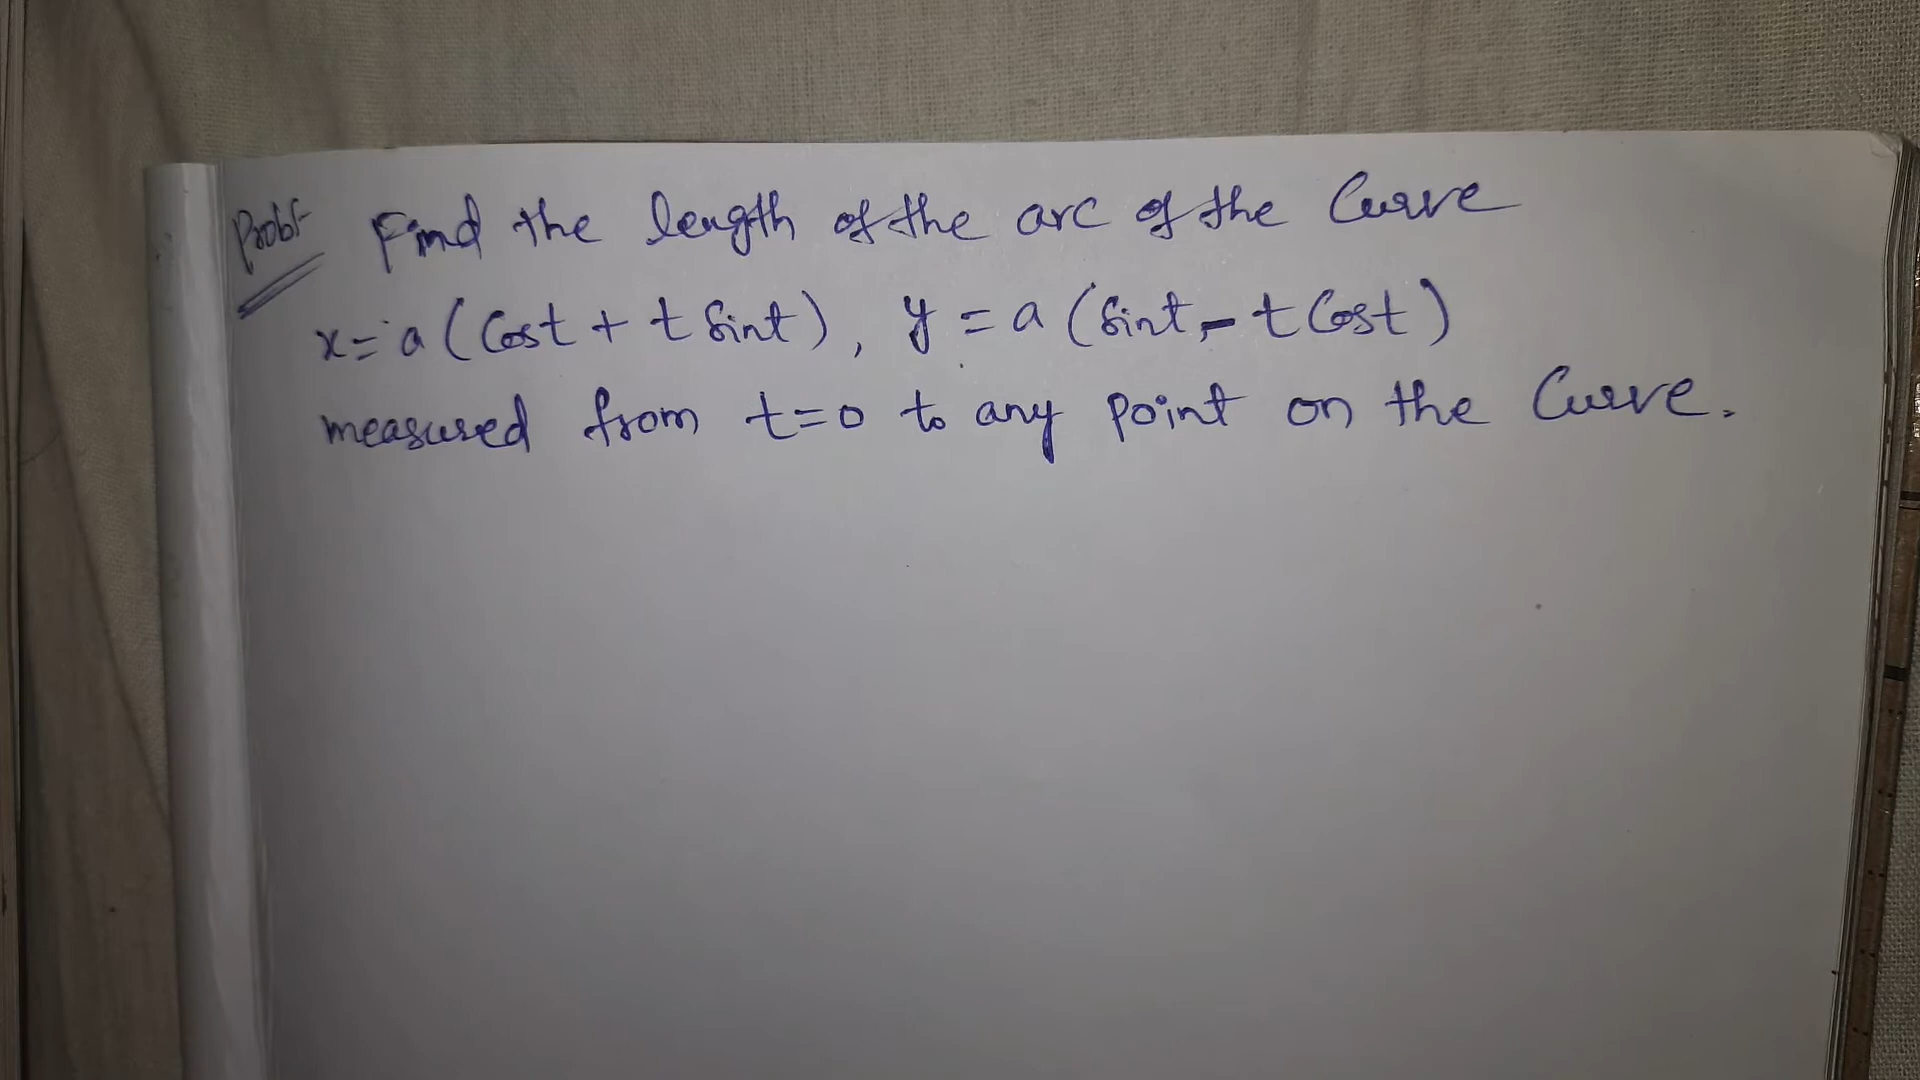 Prob:- Find the length of the arc of the Curve
x = a (Cost + t Sint), y = a (Sint - t Cost)
measured from t=0 to any point on the Curve.